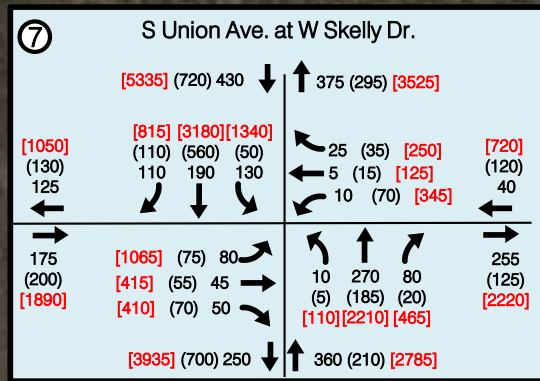 7
S Union Ave. at W Skelly Dr.
[5335] (720) 430
375 (295) [3525]
[815] [3180] [1340]
(110) (560) (50)
110 190 130
[1050]
(130)
125
25 (35) [250]
5 (15) [125]
10 (70) [345]
[720]
(120)
40
175
(200)
[1890]
[1065] (75) 80
[415] (55) 45
[410] (70) 50
10 270 80
(5) (185) (20)
[110] [2210] [465]
255
(125)
[2220]
[3935] (700) 250
360 (210) [2785]